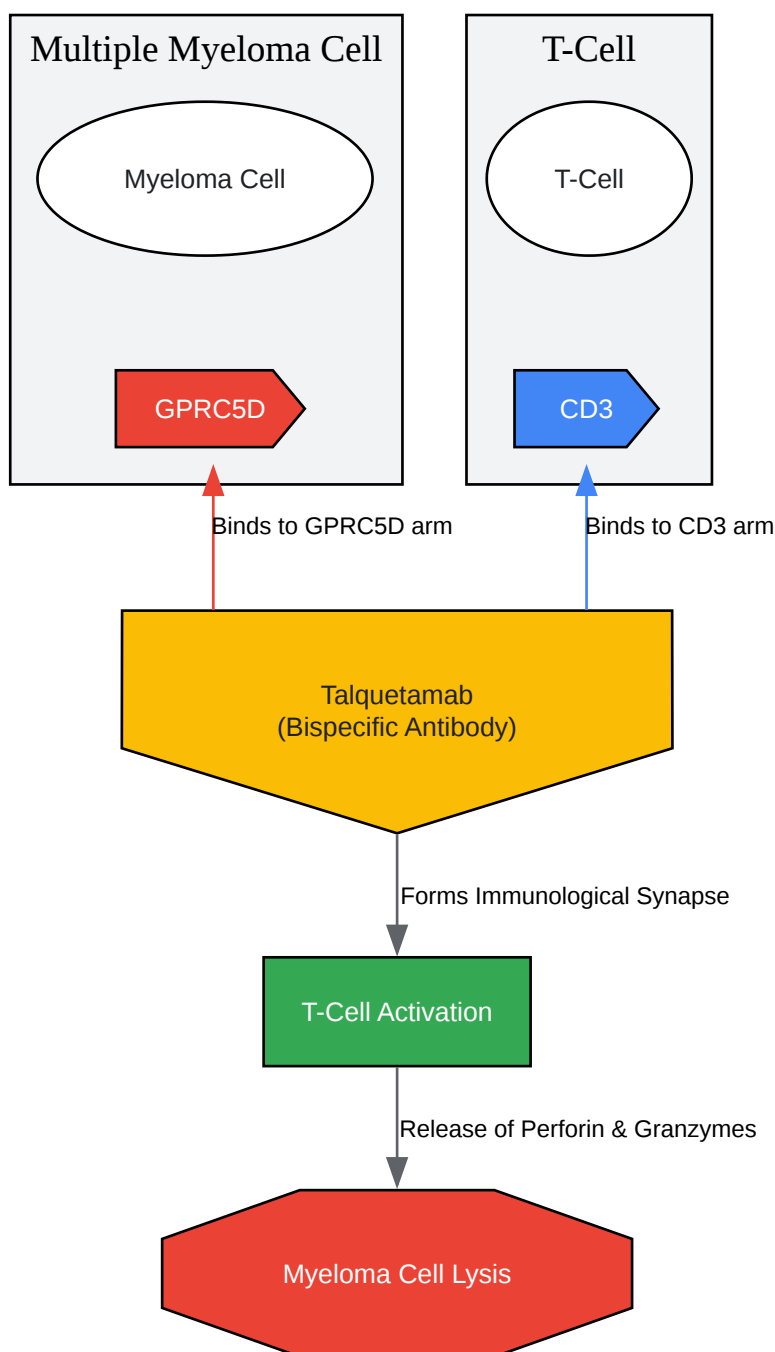 Multiple Myeloma Cell
T-Cell
Myeloma Cell
T-Cell
GPRC5D
CD3
Binds to GPRC5D arm
Binds to CD3 arm
Talquetamab
(Bispecific Antibody)
Forms Immunological Synapse
T-Cell Activation
Release of Perforin & Granzymes
Myeloma Cell Lysis